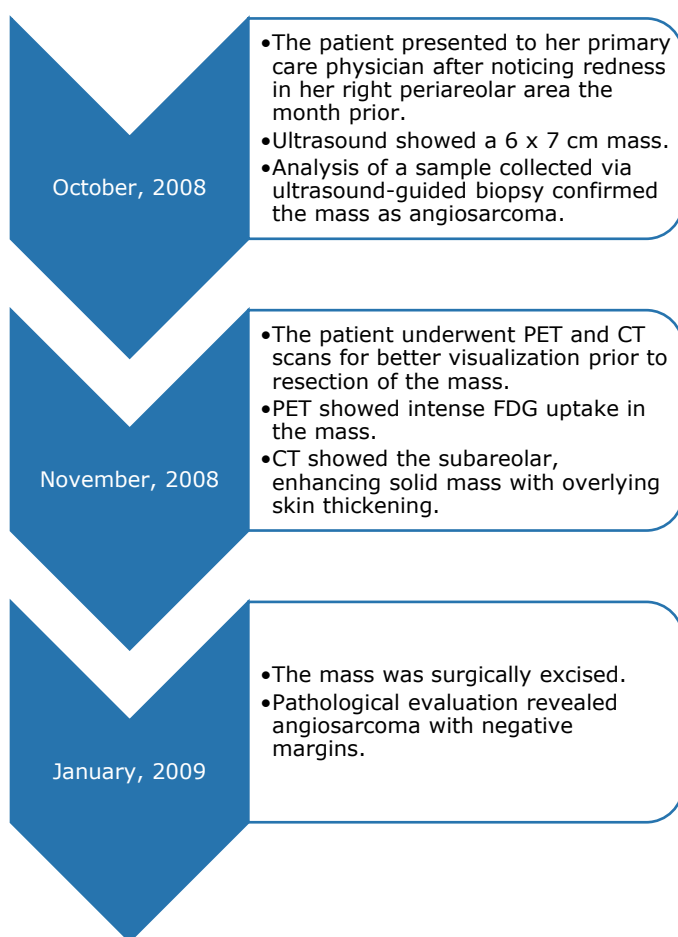 October, 2008
•The patient presented to her primary
care physician after noticing redness
in her right periareolar area the
month prior.
•Ultrasound showed a 6 x 7 cm mass.
•Analysis of a sample collected via
ultrasound-guided biopsy confirmed
the mass as angiosarcoma.
November, 2008
•The patient underwent PET and CT
scans for better visualization prior to
resection of the mass.
•PET showed intense FDG uptake in
the mass.
•CT showed the subareolar,
enhancing solid mass with overlying
skin thickening.
January, 2009
•The mass was surgically excised.
•Pathological evaluation revealed
angiosarcoma with negative
margins.